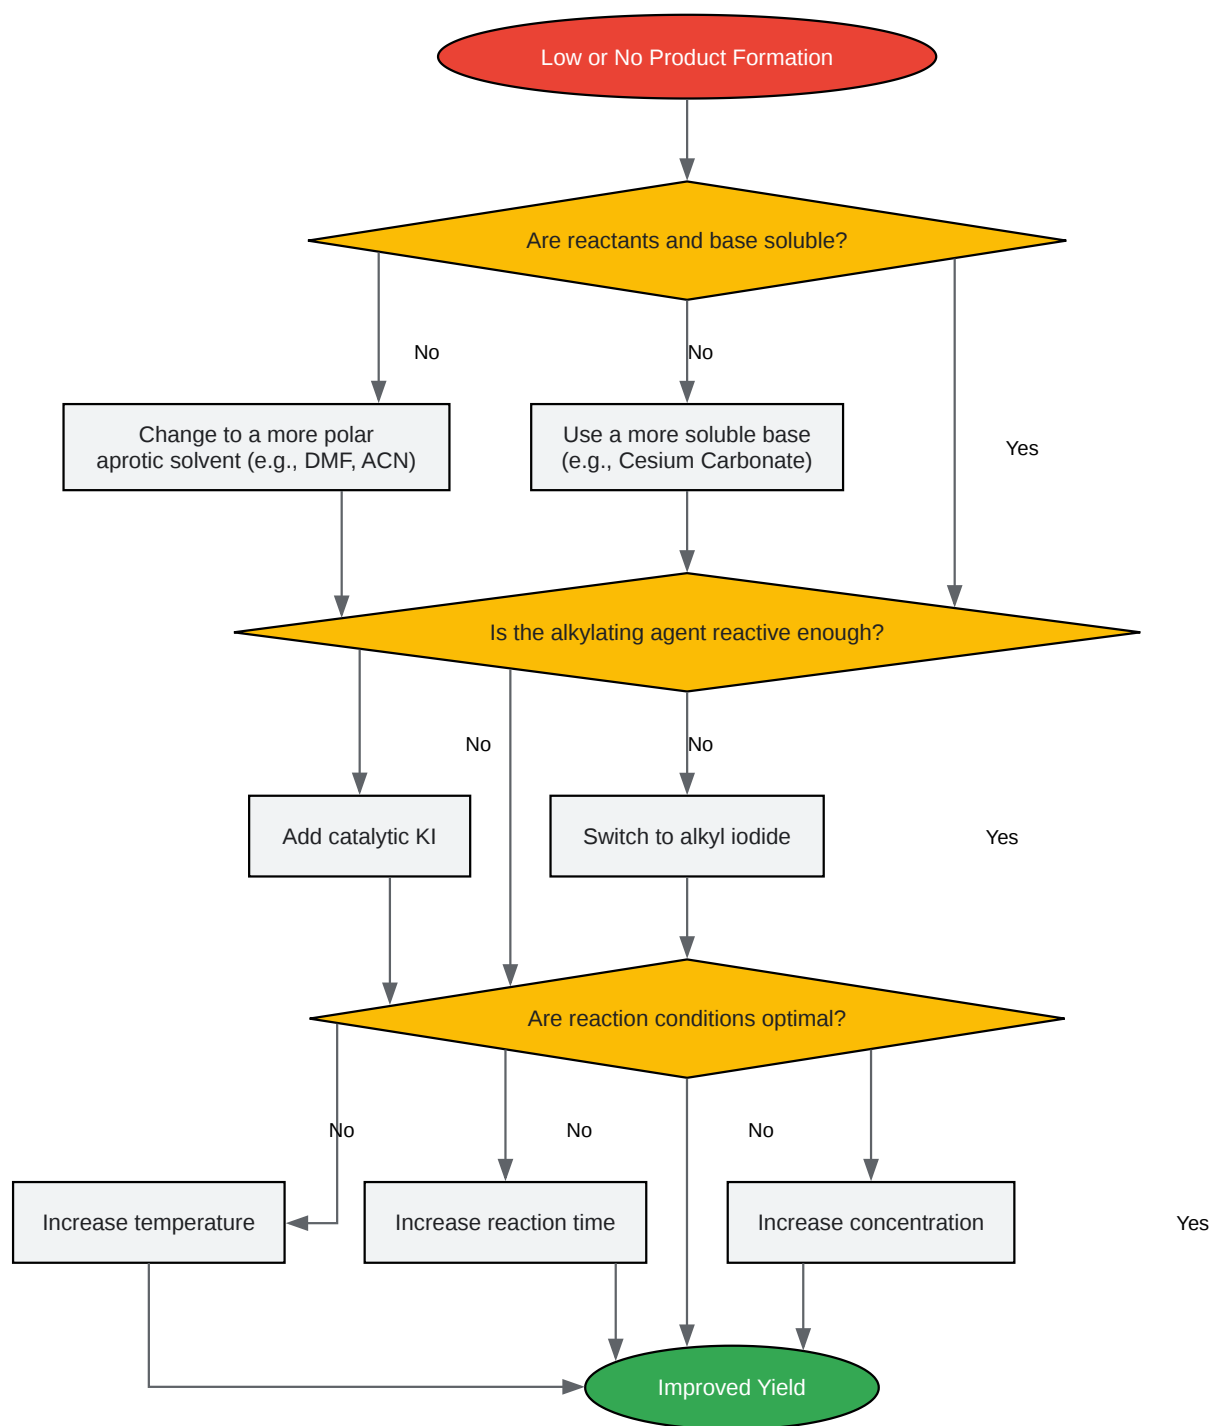 Low or No Product Formation
Are reactants and base soluble?
No
No
Change to a more polar
aprotic solvent (e.g., DMF, ACN)
Use a more soluble base
(e.g., Cesium Carbonate)
Yes
Is the alkylating agent reactive enough?
No
No
Add catalytic KI
Switch to alkyl iodide
Yes
Are reaction conditions optimal?
No
No
No
Increase temperature
Increase reaction time
Increase concentration
Yes
Improved Yield